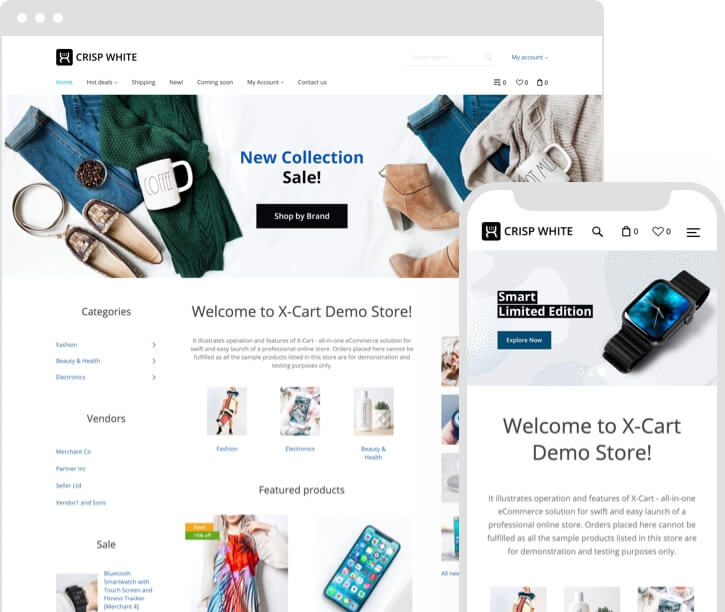 CRISP WHITE
Search items...
My account
Home
Hot deals
Shipping
New!
Coming soon
My Account
Contact us
0
0
0
COFFEE
New Collection
Sale!
Shop by Brand
Categories
Fashion
Beauty & Health
Electronics
Vendors
Merchant Co
Partner Inc
Seller Ltd
Vendor1 and Sons
Sale
Bluetooth
Smartwatch with
Touch Screen and
Fitness Tracker
[Merchant 4]
Welcome to X-Cart Demo Store!
It illustrates operation and features of X-Cart - all-in-one eCommerce solution for
swift and easy launch of a professional online store. Orders placed here cannot be
fulfilled as all the sample products listed in this store are for demonstration and
testing purposes only.
Fashion
Electronics
Beauty &
Health
Featured products
New!
15% off
All new
CRISP WHITE
0
0
Smart
Limited Edition
Explore Now
Welcome to X-Cart
Demo Store!
It illustrates operation and features of X-Cart - all-in-one
eCommerce solution for swift and easy launch of a
professional online store. Orders placed here cannot be
fulfilled as all the sample products listed in this store are
for demonstration and testing purposes only.